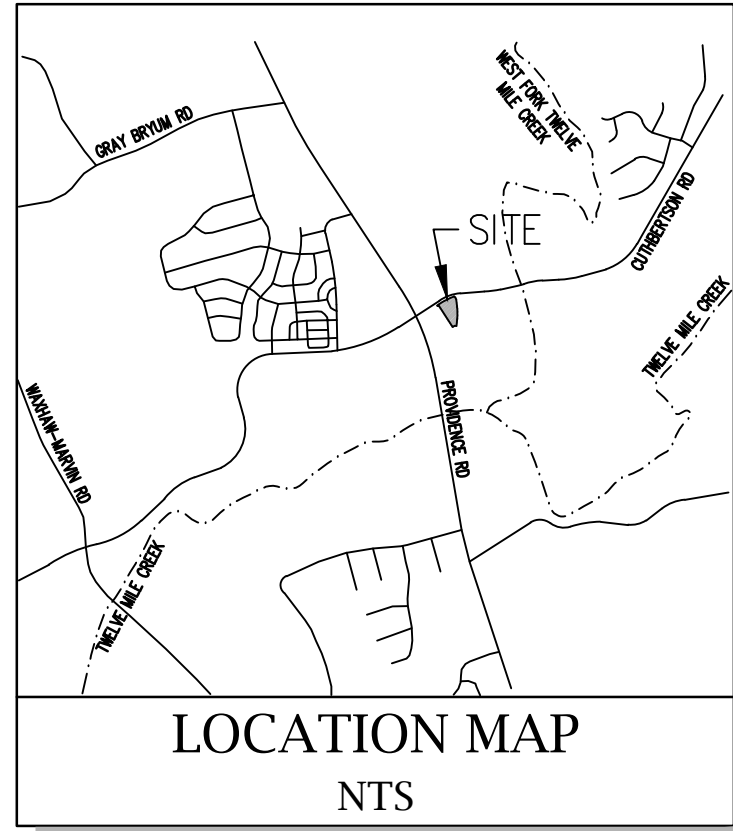 WEST FORK TWELVE
MILE CREEK
GRAY BRYUM RD
CUTHBERTSON RD
SITE
TWELVE MILE CREEK
WAXHAW-MARVIN RD
PROVIDENCE RD
TWELVE MILE CREEK
LOCATION MAP
NTS